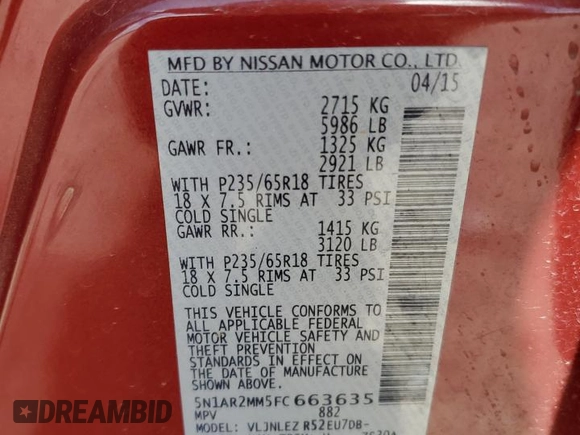 MFD BY NISSAN MOTOR CO., LTD.
DATE: 04/15
GVWR: 2715 KG
5986 LB
GAWR FR.: 1325 KG
2921 LB
WITH P235/65R18 TIRES
18 X 7.5 RIMS AT 33 PSI
COLD SINGLE
GAWR RR.: 1415 KG
3120 LB
WITH P235/65R18 TIRES
18 X 7.5 RIMS AT 33 PSI
COLD SINGLE
THIS VEHICLE CONFORMS TO
ALL APPLICABLE FEDERAL
MOTOR VEHICLE SAFETY AND
THEFT PREVENTION
STANDARDS IN EFFECT ON
THE DATE OF MANUFACTURE
SHOWN ABOVE.
5N1AR2MM5FC663635
MPV 882
MODEL: VLJNLEZ RS2EU7DB-
DREAMBID